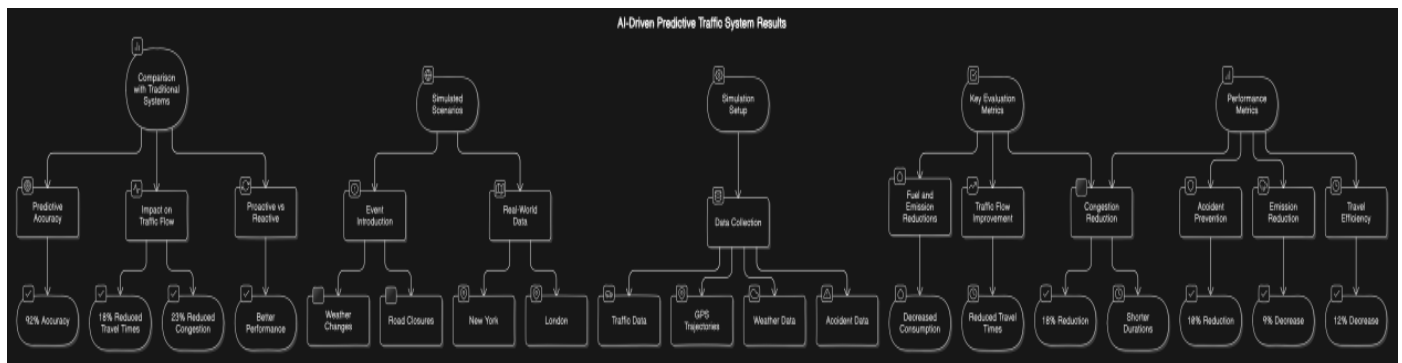 AI-Driven Predictive Traffic System Results
Comparison
with Traditional
Systems
Simulated
Scenarios
Simulation
Setup
Key Evaluation
Metrics
Performance
Metrics
Predictive
Accuracy
Impact on
Traffic Flow
Proactive vs
Reactive
Event
Introduction
Real-World
Data
Data Collection
Fuel and
Emission
Reductions
Traffic Flow
Improvement
Congestion
Reduction
Accident
Prevention
Emission
Reduction
Travel
Efficiency
92% Accuracy
18% Reduced
Travel Times
23% Reduced
Congestion
Better
Performance
Weather
Changes
Road Closures
New York
London
Traffic Data
GPS
Trajectories
Weather Data
Accident Data
Decreased
Consumption
Reduced Travel
Times
18% Reduction
Shorter
Durations
10% Reduction
9% Decrease
12% Decrease